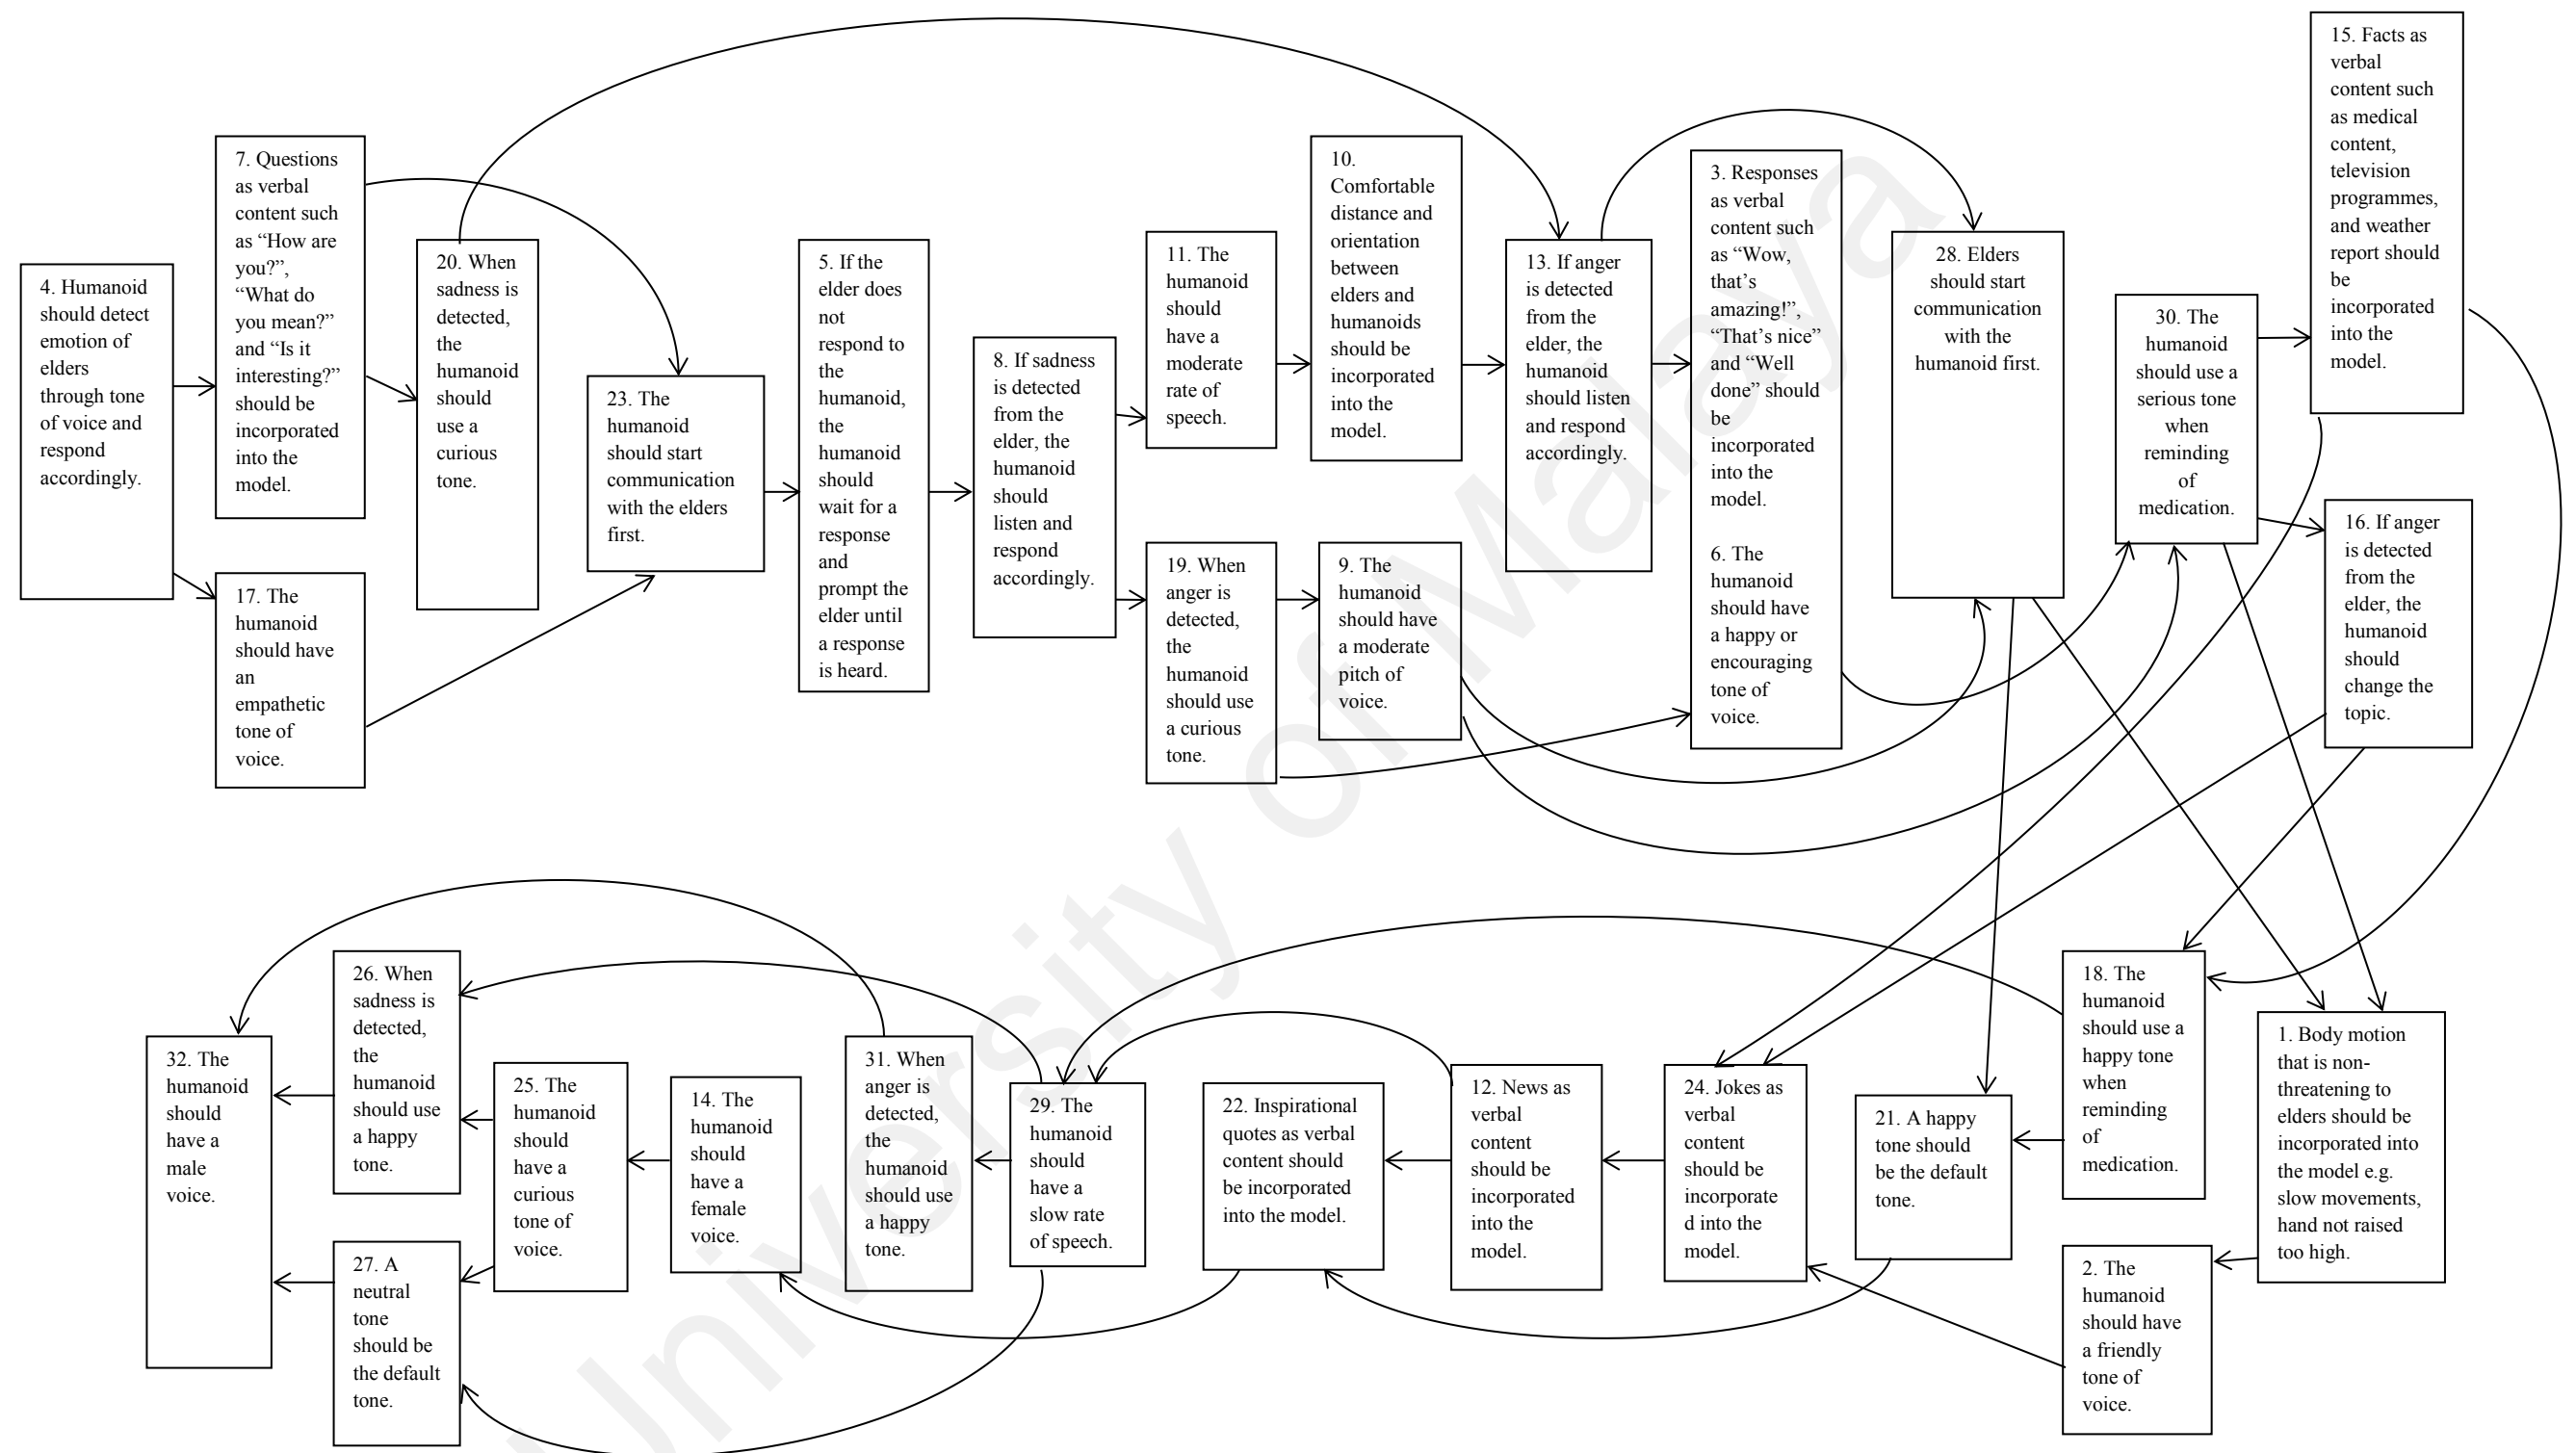 4. Humanoid
should detect
emotion of
elders
through tone
of voice and
respond
accordingly.
7. Questions
as verbal
content such
as “How are
you?”,
“What do
you mean?”
and “Is it
interesting?”
should be
incorporated
into the
model.
17. The
humanoid
should have
an
empathetic
tone of
voice.
20. When
sadness is
detected,
the
humanoid
should
use a
curious
tone.
23. The
humanoid
should start
communication
with the elders
first.
5. If the
elder does
not
respond to
the
humanoid,
the
humanoid
should
wait for a
response
and
prompt the
elder until
a response
is heard.
8. If sadness
is detected
from the
elder, the
humanoid
should
listen and
respond
accordingly.
11. The
humanoid
should
have a
moderate
rate of
speech.
19. When
anger is
detected,
the
humanoid
should use
a curious
tone.
10.
Comfortable
distance and
orientation
between
elders and
humanoids
should be
incorporated
into the
model.
9. The
humanoid
should have
a moderate
pitch of
voice.
13. If anger
is detected
from the
elder, the
humanoid
should listen
and respond
accordingly.
3. Responses
as verbal
content such
as “Wow,
that’s
amazing!”,
“That’s nice”
and “Well
done” should
be
incorporated
into the
model.
6. The
humanoid
should have
a happy or
encouraging
tone of
voice.
28. Elders
should start
communication
with the
humanoid first.
30. The
humanoid
should use a
serious tone
when
reminding
of
medication.
15. Facts as
verbal
content such
as medical
content,
television
programmes,
and weather
report should
be
incorporated
into the
model.
16. If anger
is detected
from the
elder, the
humanoid
should
change the
topic.
32. The
humanoid
should
have a
male
voice.
26. When
sadness is
detected,
the
humanoid
should use
a happy
tone.
27. A
neutral
tone
should be
the default
tone.
25. The
humanoid
should
have a
curious
tone of
voice.
14. The
humanoid
should
have a
female
voice.
31. When
anger is
detected,
the
humanoid
should use
a happy
tone.
29. The
humanoid
should
have a
slow rate
of speech.
22. Inspirational
quotes as verbal
content should
be incorporated
into the model.
12. News as
verbal
content
should be
incorporated
into the
model.
24. Jokes as
verbal
content
should be
incorporate
d into the
model.
21. A happy
tone should
be the default
tone.
18. The
humanoid
should use a
happy tone
when
reminding
of
medication.
1. Body motion
that is non-
threatening to
elders should be
incorporated into
the model e.g.
slow movements,
hand not raised
too high.
2. The
humanoid
should have
a friendly
tone of
voice.
University of Malaya